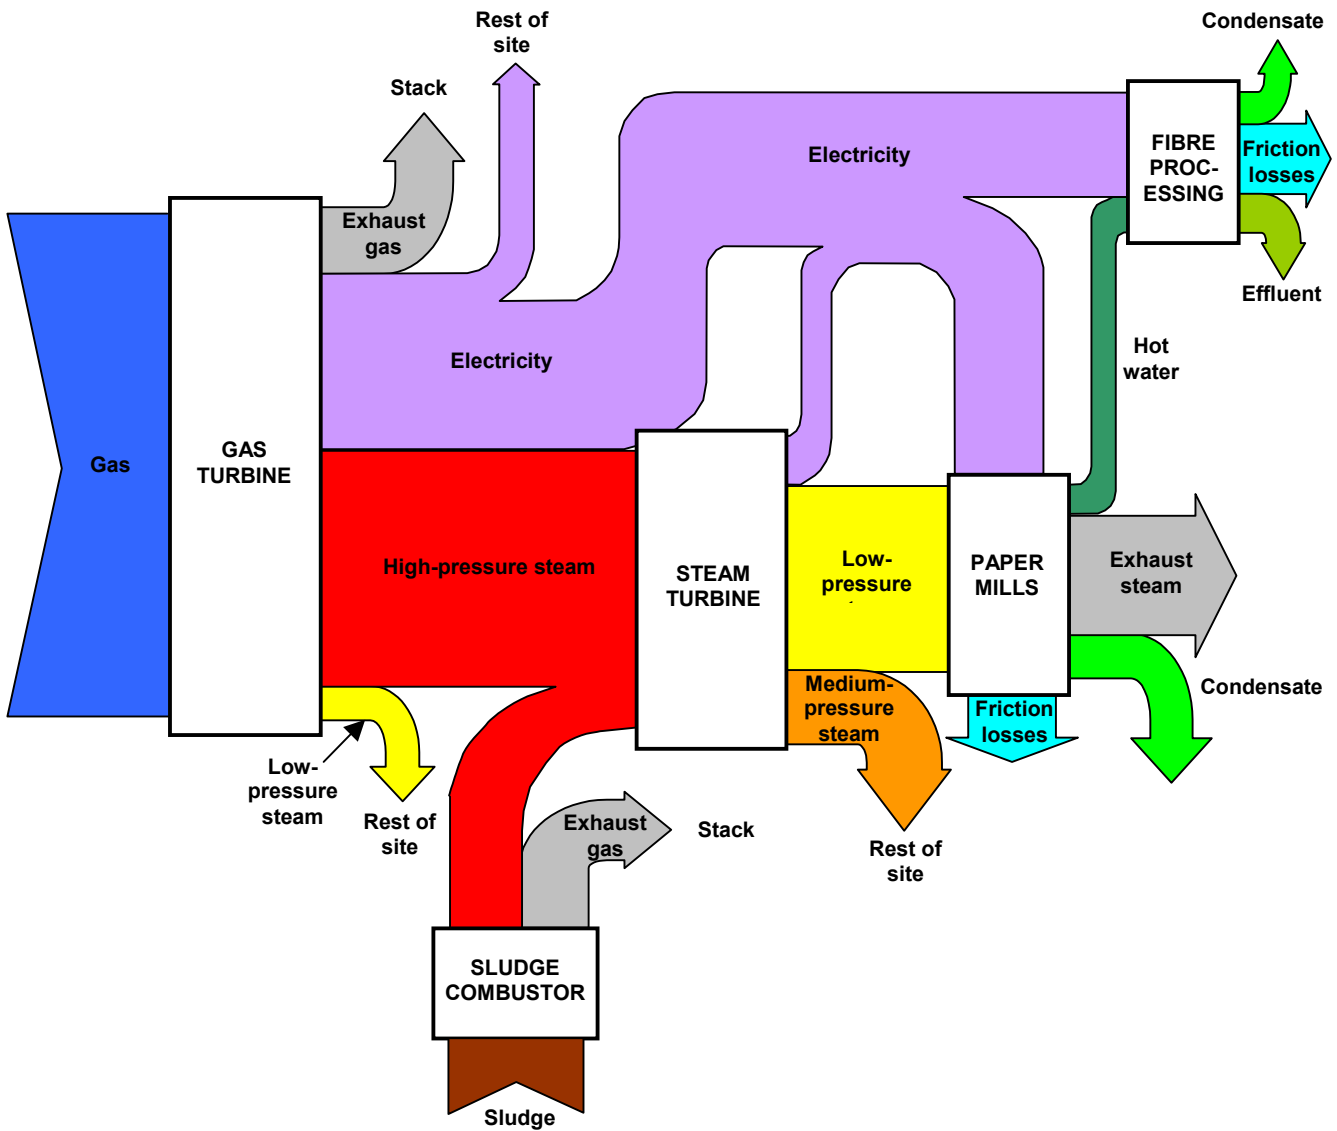 Rest of
site
Condensate
Stack
Electricity
FIBRE
PROC-
ESSING
Friction
losses
Exhaust
gas
Effluent
Electricity
Hot
water
Gas
GAS
TURBINE
High-pressure steam
STEAM
TURBINE
Low-
pressure
PAPER
MILLS
Exhaust
steam
Medium-
pressure
steam
Friction
losses
Condensate
Low-
pressure
steam
Rest of
site
Exhaust
gas
Stack
Rest of
site
SLUDGE
COMBUSTOR
Sludge